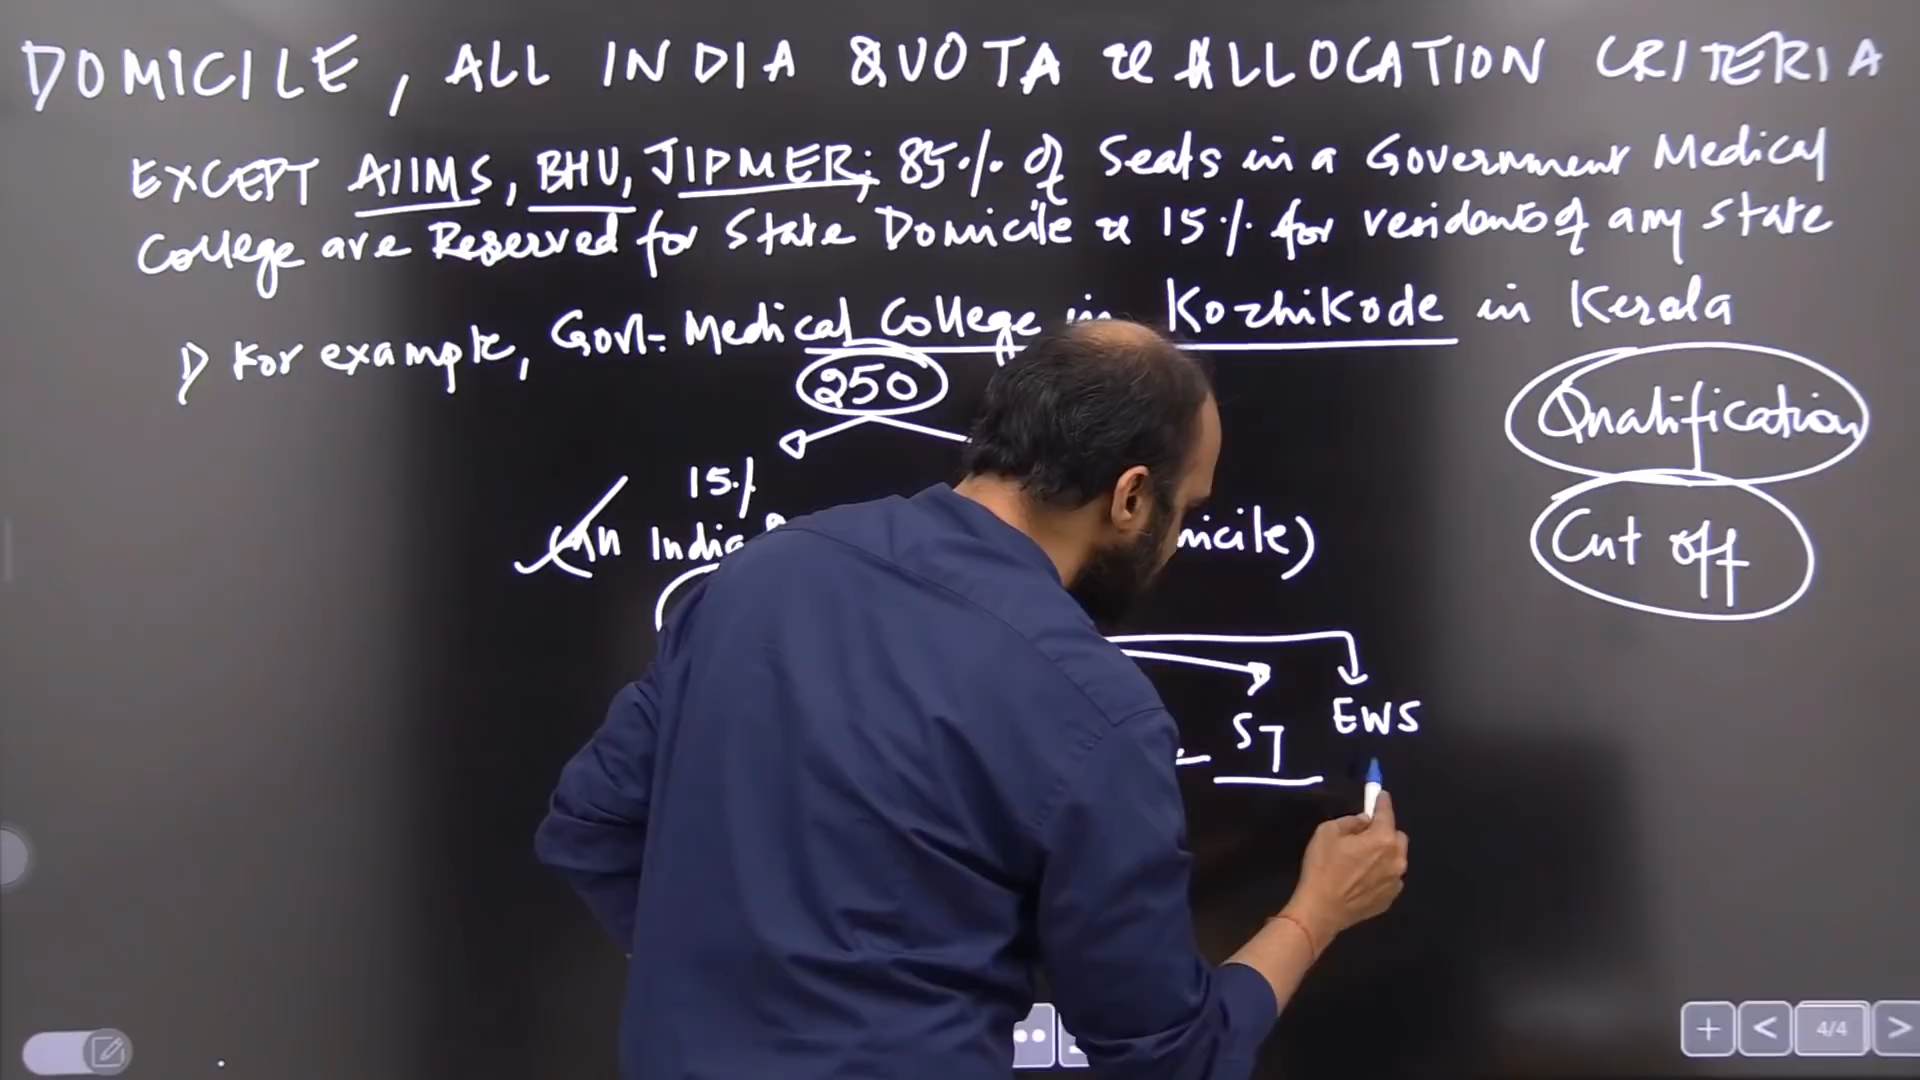 DOMICILE, ALL INDIA QUOTA & ALLOCATION CRITERIA
EXCEPT AIIMS, BHU, JIPMER; 85% of Seats in a Government Medical
College are Reserved for State Domicile & 15% for residents of any state
1) For example, Govt. Medical College in Kozhikode in Kerala
250
Qualification
15%
Cut off
India
ST
EWS
4/4